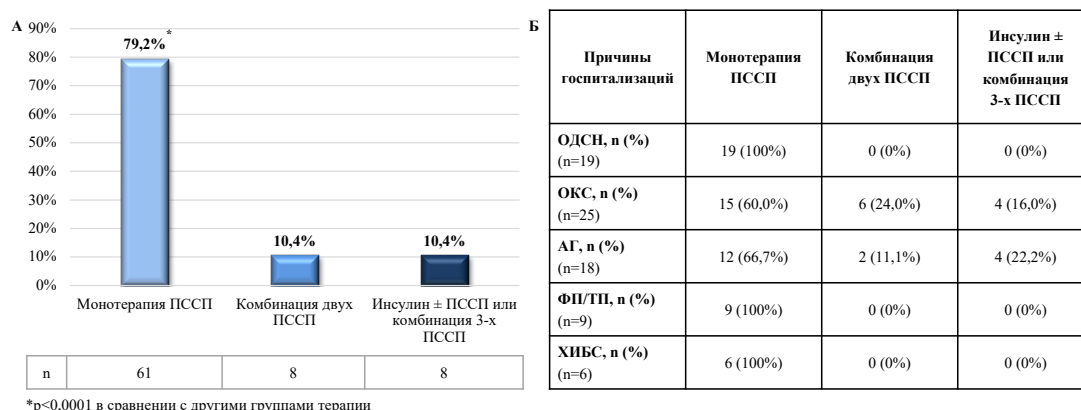 А
90%
80%
70%
60%
50%
40%
30%
20%
10%
0%
79,2%*
10,4%
10,4%
Монотерапия ПССП
Комбинация двух
ПССП
Инсулин ± ПССП или
комбинация 3-х
ПССП
n 61 8 8
*p<0,0001 в сравнении с другими группами терапии
Б
Причины
госпитализаций
Монотерапия
ПССП
Комбинация
двух ПССП
Инсулин ±
ПССП или
комбинация
3-х ПССП
ОДСН, n (%)
(n=19)
19 (100%) 0 (0%) 0 (0%)
ОКС, n (%)
(n=25)
15 (60,0%) 6 (24,0%) 4 (16,0%)
АГ, n (%)
(n=18)
12 (66,7%) 2 (11,1%) 4 (22,2%)
ФП/ТП, n (%)
(n=9)
9 (100%) 0 (0%) 0 (0%)
ХИБС, n (%)
(n=6)
6 (100%) 0 (0%) 0 (0%)